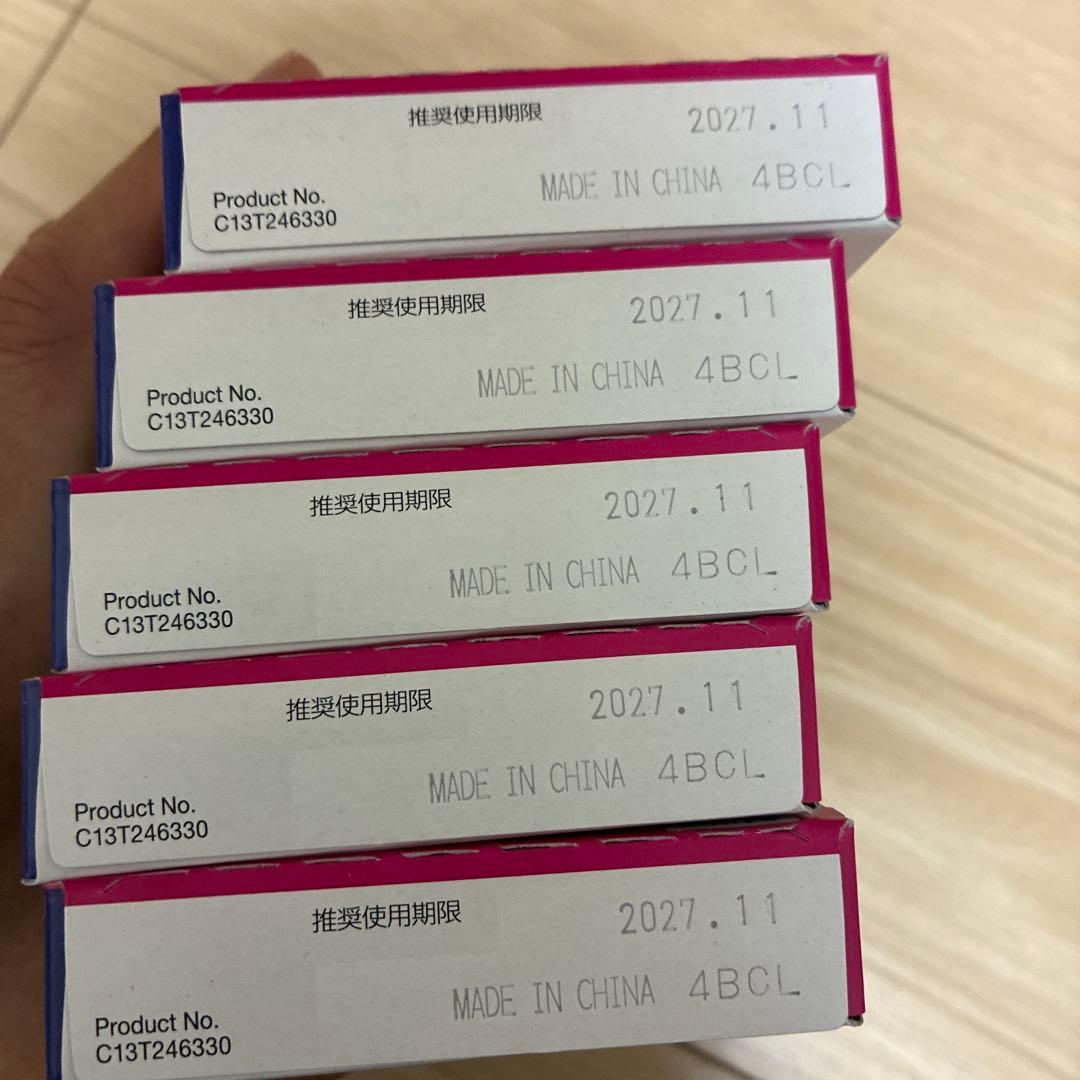 推奨使用期限 2027.11
MADE IN CHINA 4BCL
Product No.
C13T246330
推奨使用期限 2027.11
MADE IN CHINA 4BCL
Product No.
C13T246330
推奨使用期限 2027.11
MADE IN CHINA 4BCL
Product No.
C13T246330
推奨使用期限 2027.11
MADE IN CHINA 4BCL
Product No.
C13T246330
推奨使用期限 2027.11
MADE IN CHINA 4BCL
Product No.
C13T246330